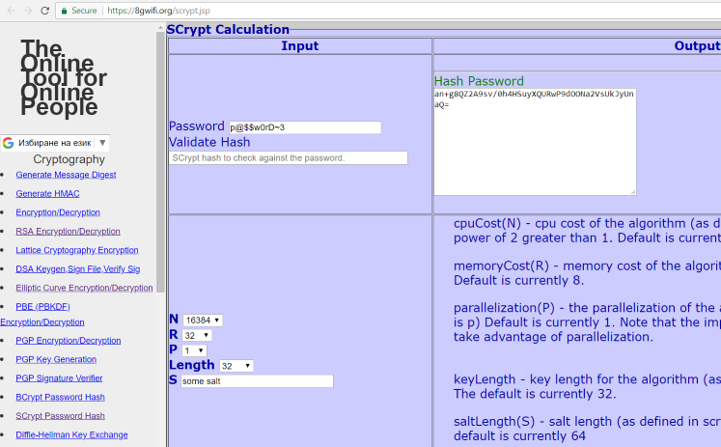 Secure https://8gwifi.org/scrypt.jsp
The
Online
Tool for
Online
People
Избиране на език
Cryptography
Generate Message Digest
Generate HMAC
Encryption/Decryption
RSA Encryption/Decryption
Lattice Cryptography Encryption
DSA Keygen,Sign File,Verify Sig
Elliptic Curve Encryption/Decryption
PBE (PBKDF)
Encryption/Decryption
PGP Encryption/Decryption
PGP Key Generation
PGP Signature Verifier
BCrypt Password Hash
SCrypt Password Hash
Diffie-Hellman Key Exchange
SCrypt Calculation
Input
Output
Password p@$$w0rD~3
Validate Hash
SCrypt hash to check against the password.
Hash Password
an+g8QZ2A9sv/0h4HSuyXQURwP9dOONa2VsUkJyUn
aQ=
N 16384
R 32
P 1
Length 32
S some salt
cpuCost(N) - cpu cost of the algorithm (as d
power of 2 greater than 1. Default is current
memoryCost(R) - memory cost of the algorit
Default is currently 8.
parallelization(P) - the parallelization of the a
is p) Default is currently 1. Note that the imp
take advantage of parallelization.
keyLength - key length for the algorithm (as
The default is currently 32.
saltLength(S) - salt length (as defined in scr
default is currently 64